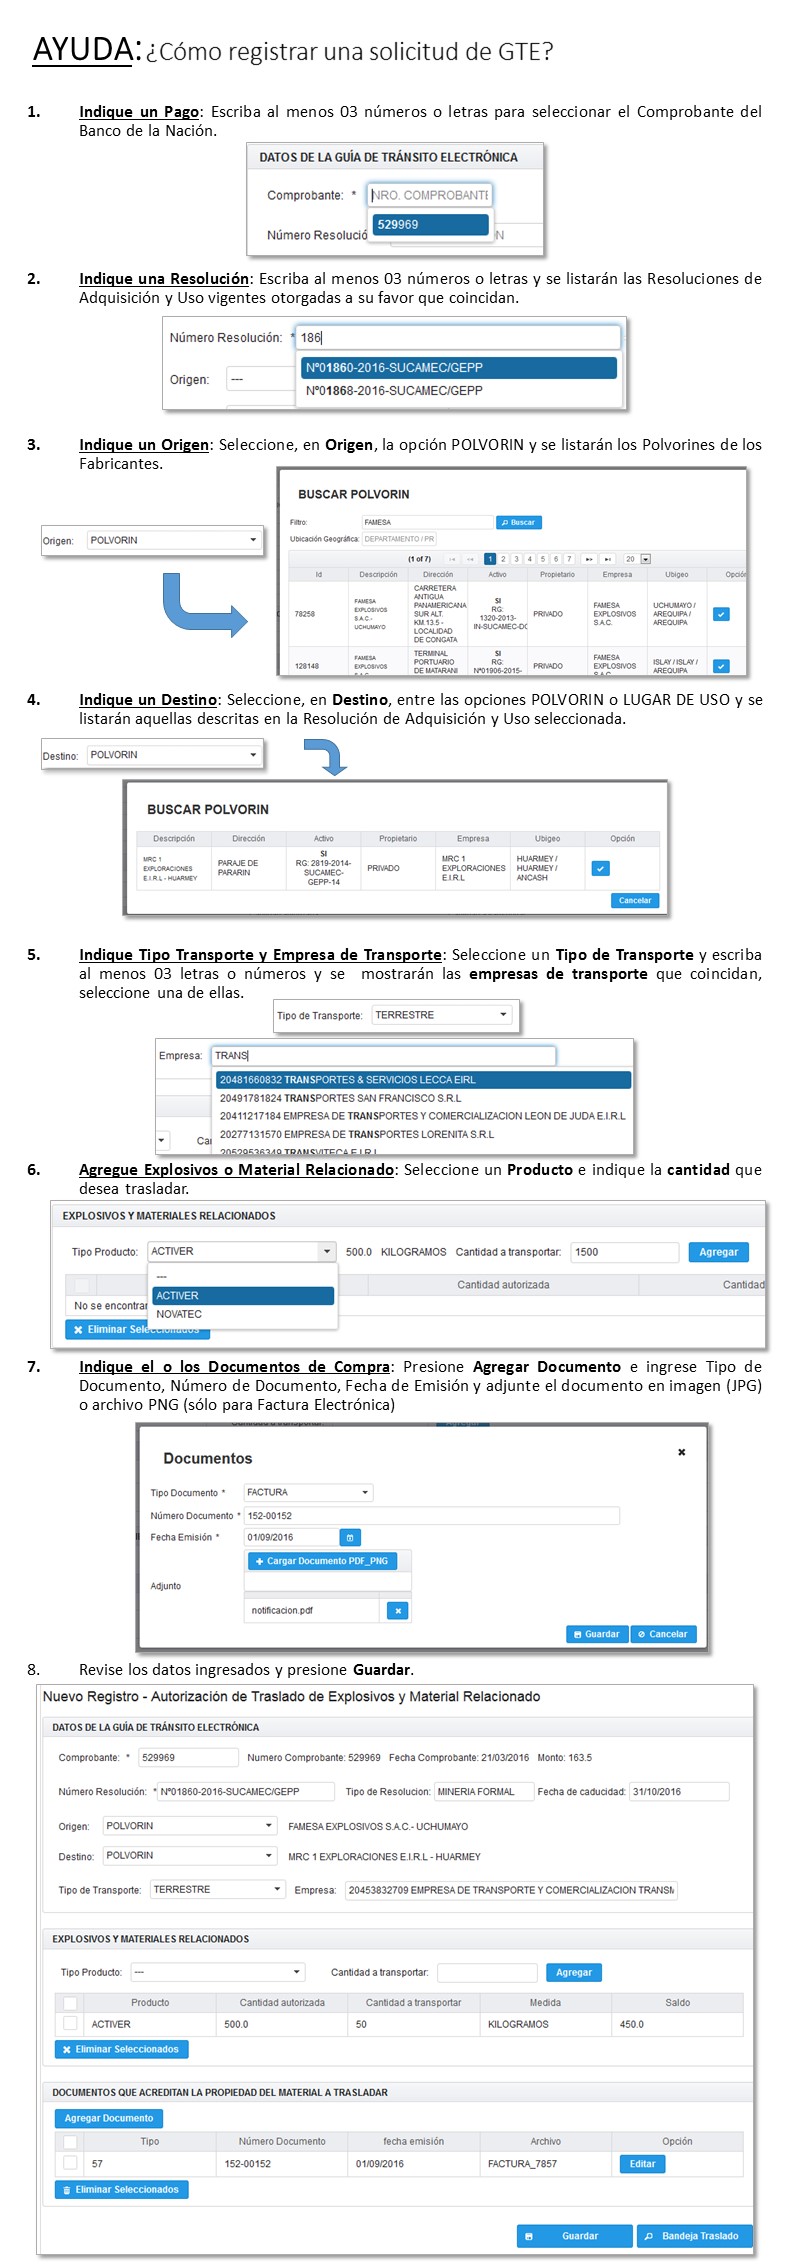 AYUDA: ¿Cómo registrar una solicitud de GTE?
1. Indique un Pago: Escriba al menos 03 números o letras para seleccionar el Comprobante del
Banco de la Nación.
DATOS DE LA GUÍA DE TRÁNSITO ELECTRÓNICA
Comprobante: * NRO. COMPROBANTE
529969
Número Resolució N
2. Indique una Resolución: Escriba al menos 03 números o letras y se listarán las Resoluciones de
Adquisición y Uso vigentes otorgadas a su favor que coincidan.
Número Resolución: * 186
Nº01860-2016-SUCAMEC/GEPP
Origen: ---
Nº01868-2016-SUCAMEC/GEPP
3. Indique un Origen: Seleccione, en Origen, la opción POLVORIN y se listarán los Polvorines de los
Fabricantes.
Origen: POLVORIN
BUSCAR POLVORIN
Filtro: FAMESA Buscar
Ubicación Geográfica: DEPARTAMENTO / PR
(1 of 7) 1 2 3 4 5 6 7 20
Id Descripción Dirección Activo Propietario Empresa Ubigeo Opción
78258 FAMESA EXPLOSIVOS S.A.C.- UCHUMAYO CARRETERA ANTIGUA PANAMERICANA SUR ALT. KM.13.5 - LOCALIDAD DE CONGATA SI RG: 1320-2013-IN-SUCAMEC-DC PRIVADO FAMESA EXPLOSIVOS S.A.C. UCHUMAYO / AREQUIPA / AREQUIPA
128148 FAMESA EXPLOSIVOS S.A.C. TERMINAL PORTUARIO DE MATARANI SI RG: Nº01906-2015- PRIVADO FAMESA EXPLOSIVOS S.A.C. ISLAY / ISLAY / AREQUIPA
4. Indique un Destino: Seleccione, en Destino, entre las opciones POLVORIN o LUGAR DE USO y se
listarán aquellas descritas en la Resolución de Adquisición y Uso seleccionada.
Destino: POLVORIN
BUSCAR POLVORIN
Descripción Dirección Activo Propietario Empresa Ubigeo Opción
MRC 1 EXPLORACIONES E.I.R.L - HUARMEY PARAJE DE PARARIN SI RG: 2819-2014-SUCAMEC-GEPP-14 PRIVADO MRC 1 EXPLORACIONES E.I.R.L HUARMEY / HUARMEY / ANCASH
Cancelar
5. Indique Tipo Transporte y Empresa de Transporte: Seleccione un Tipo de Transporte y escriba
al menos 03 letras o números y se mostrarán las empresas de transporte que coincidan,
seleccione una de ellas.
Tipo de Transporte: TERRESTRE
Empresa: TRANS
20481660832 TRANSPORTES & SERVICIOS LECCA EIRL
20491781824 TRANSPORTES SAN FRANCISCO S.R.L
20411217184 EMPRESA DE TRANSPORTES Y COMERCIALIZACION LEON DE JUDA E.I.R.L
Ca 20277131570 EMPRESA DE TRANSPORTES LORENITA S.R.L
20529536349 TRANSVITECA E.I.R.L
6. Agregue Explosivos o Material Relacionado: Seleccione un Producto e indique la cantidad que
desea trasladar.
EXPLOSIVOS Y MATERIALES RELACIONADOS
Tipo Producto: ACTIVER 500.0 KILOGRAMOS Cantidad a transportar: 1500 Agregar
--- Cantidad autorizada Cantidad
ACTIVER
No se encontrar
NOVATEC
Eliminar Seleccionados
7. Indique el o los Documentos de Compra: Presione Agregar Documento e ingrese Tipo de
Documento, Número de Documento, Fecha de Emisión y adjunte el documento en imagen (JPG)
o archivo PNG (sólo para Factura Electrónica)
Documentos
Tipo Documento * FACTURA
Número Documento * 152-00152
Fecha Emisión * 01/09/2016
Cargar Documento PDF_PNG
Adjunto
notificacion.pdf
Guardar Cancelar
8. Revise los datos ingresados y presione Guardar.
Nuevo Registro - Autorización de Traslado de Explosivos y Material Relacionado
DATOS DE LA GUÍA DE TRÁNSITO ELECTRÓNICA
Comprobante: * 529969 Numero Comprobante: 529969 Fecha Comprobante: 21/03/2016 Monto: 163.5
Número Resolución: * Nº01860-2016-SUCAMEC/GEPP Tipo de Resolucion: MINERIA FORMAL Fecha de caducidad: 31/10/2016
Origen: POLVORIN FAMESA EXPLOSIVOS S.A.C.- UCHUMAYO
Destino: POLVORIN MRC 1 EXPLORACIONES E.I.R.L - HUARMEY
Tipo de Transporte: TERRESTRE Empresa: 20453832709 EMPRESA DE TRANSPORTE Y COMERCIALIZACION TRANSM
EXPLOSIVOS Y MATERIALES RELACIONADOS
Tipo Producto: --- Cantidad a transportar: Agregar
Producto Cantidad autorizada Cantidad a transportar Medida Saldo
ACTIVER 500.0 50 KILOGRAMOS 450.0
Eliminar Seleccionados
DOCUMENTOS QUE ACREDITAN LA PROPIEDAD DEL MATERIAL A TRASLADAR
Agregar Documento
Tipo Número Documento fecha emisión Archivo Opción
57 152-00152 01/09/2016 FACTURA_7857 Editar
Eliminar Seleccionados
Guardar Bandeja Traslado